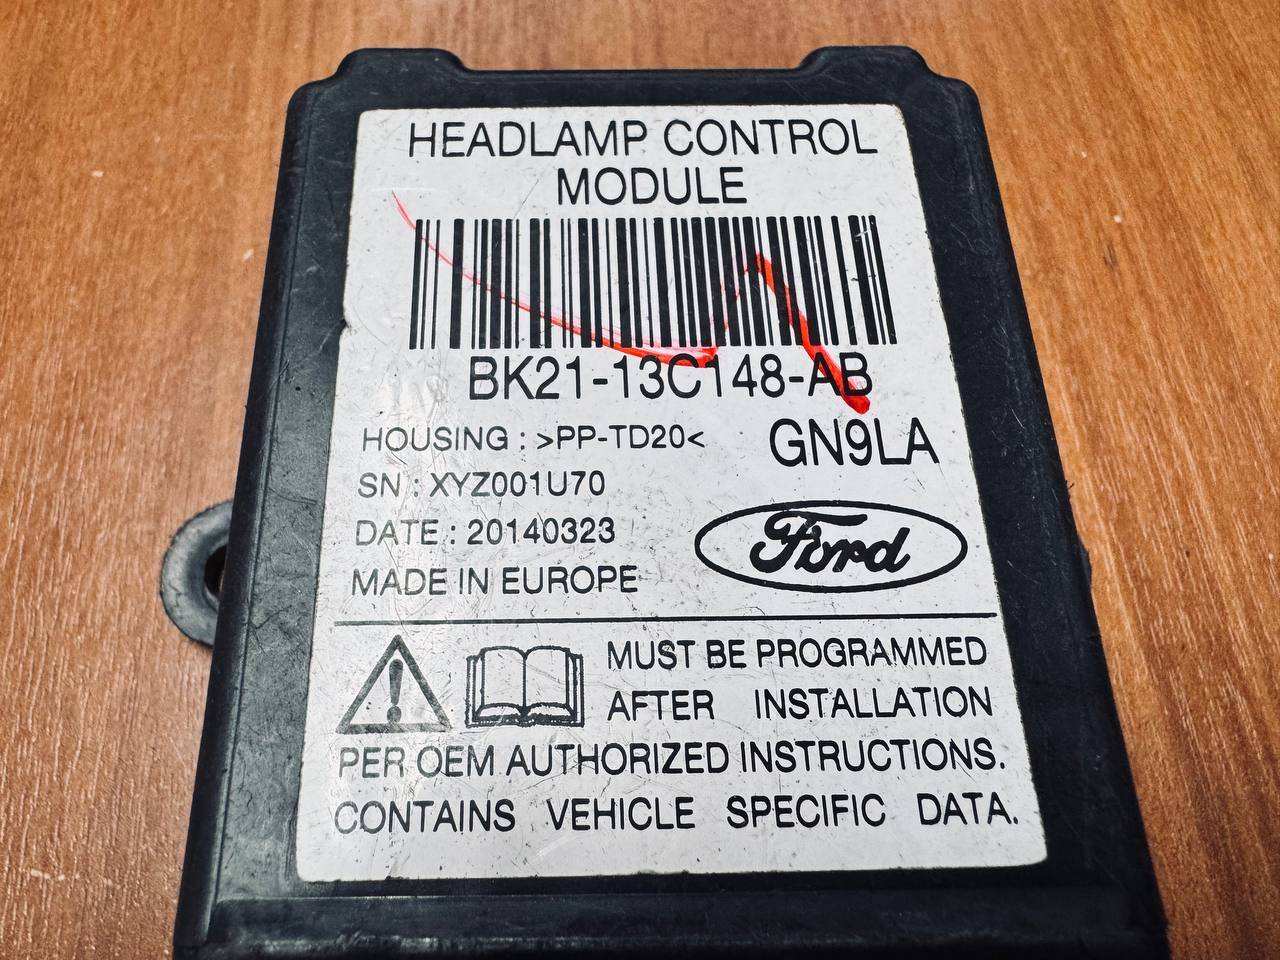 HEADLAMP CONTROL
MODULE
BK21-13C148-AB
HOUSING : >PP-TD20<
GN9LA
SN : XYZ001U70
DATE : 20140323
Ford
MADE IN EUROPE
MUST BE PROGRAMMED
AFTER INSTALLATION
PER OEM AUTHORIZED INSTRUCTIONS.
CONTAINS VEHICLE SPECIFIC DATA.